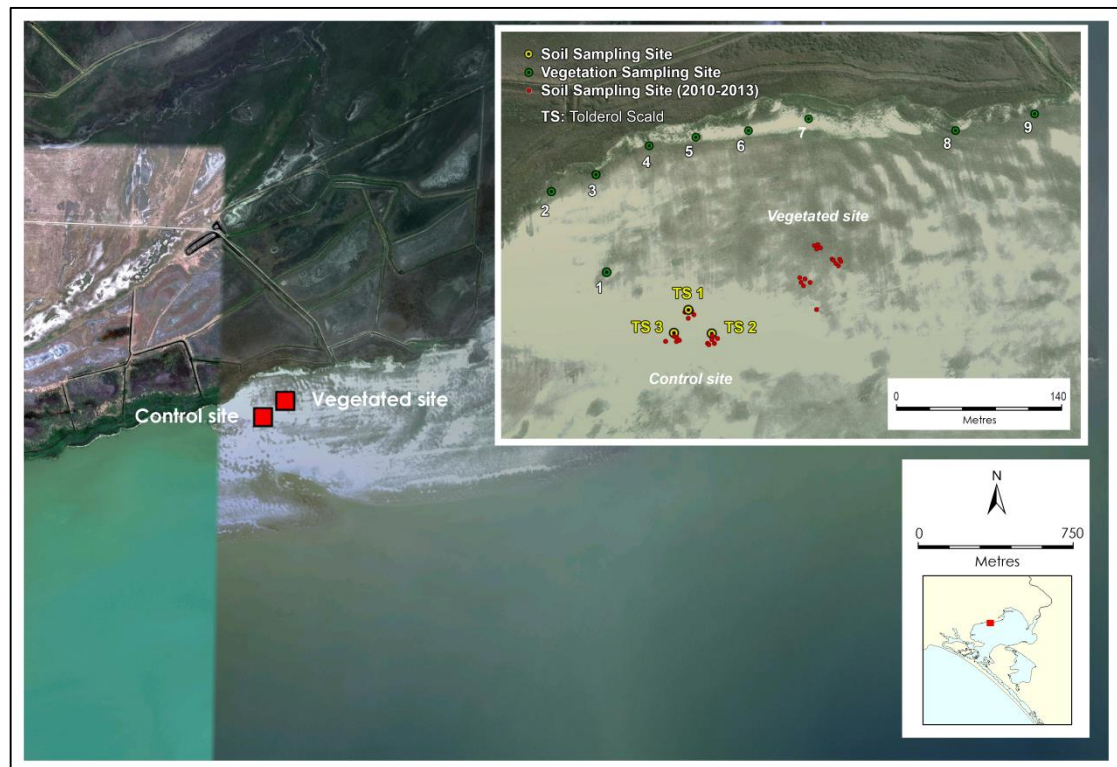 Soil Sampling Site
Vegetation Sampling Site
Soil Sampling Site (2010-2013)
TS: Tolderol Scald
1
2
3
4
5
6
7
8
9
Vegetated site
TS 1
TS 3
TS 2
Control site
0
140
Metres
Control site
Vegetated site
N
0
750
Metres